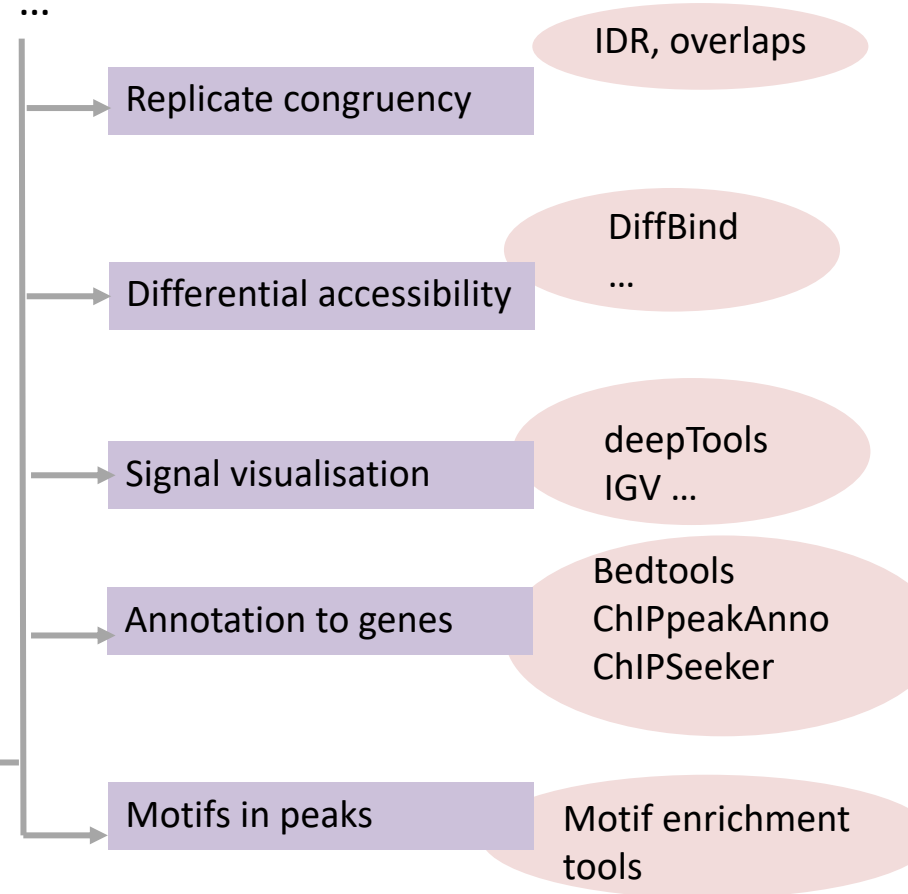 ...
IDR, overlaps
Replicate congruency
DiffBind
...
Differential accessibility
deepTools
IGV ...
Signal visualisation
Bedtools
ChIPpeakAnno
ChIPSeeker
Annotation to genes
Motifs in peaks
Motif enrichment
tools